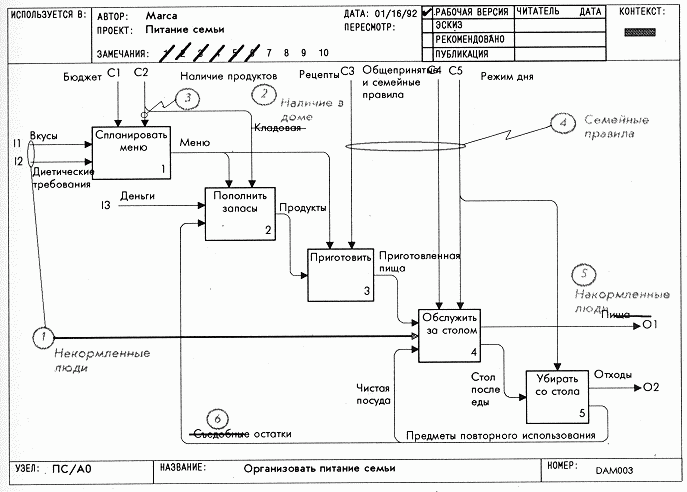 ИСПОЛЬЗУЕТСЯ В:
АВТОР: Marca
ПРОЕКТ: Питание семьи
ЗАМЕЧАНИЯ: 1 2 3 4 5 6 7 8 9 10
ДАТА: 01/16/92
ПЕРЕСМОТР:
РАБОЧАЯ ВЕРСИЯ
ЭСКИЗ
РЕКОМЕНДОВАНО
ПУБЛИКАЦИЯ
ЧИТАТЕЛЬ ДАТА
КОНТЕКСТ:
Бюджет C1 C2
Наличие продуктов
Рецепты C3
Общепринятые
и семейные
правила
C4 C5
Режим дня
3
2
Наличие в
доме
Кладовая
4
Семейные
правила
I1 Вкусы
I2
Диетические
требования
Спланировать
меню
1
Меню
I3 Деньги
Пополнить
запасы
2
Продукты
Приготовить
3
Приготовленная
пища
5
Накормленные
люди
Пища
O1
1
Некормленные
люди
Обслужить
за столом
4
Чистая
посуда
Стол
после
еды
Убирать
со стола
5
Отходы
O2
6
Съедобные остатки
Предметы повторного использования
УЗЕЛ: ПС/А0
НАЗВАНИЕ: Организовать питание семьи
НОМЕР: DAM003